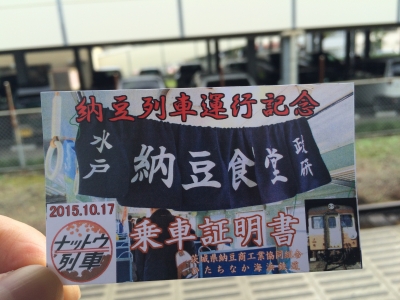 納豆列車運行記念
水戸
納豆食堂
政研
2015.10.17
乗車証明書
ナットウ
列車
茨城県納豆商工業協同組合
ひたちなか海浜鉄道